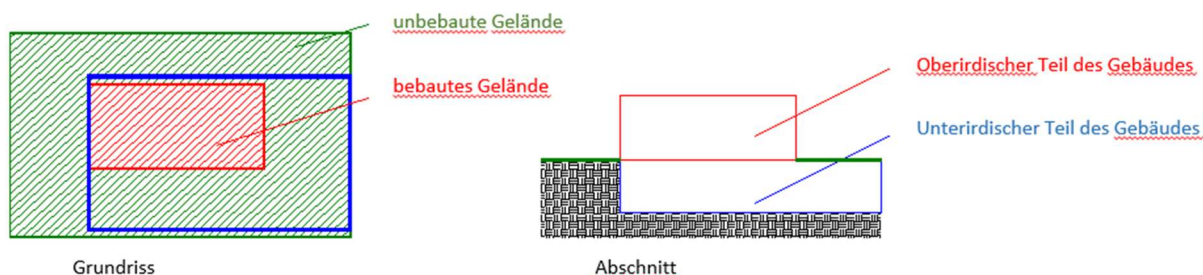 unbebaute Gelände
bebautes Gelände
Oberirdischer Teil des Gebäudes
Unterirdischer Teil des Gebäudes
Grundriss
Abschnitt